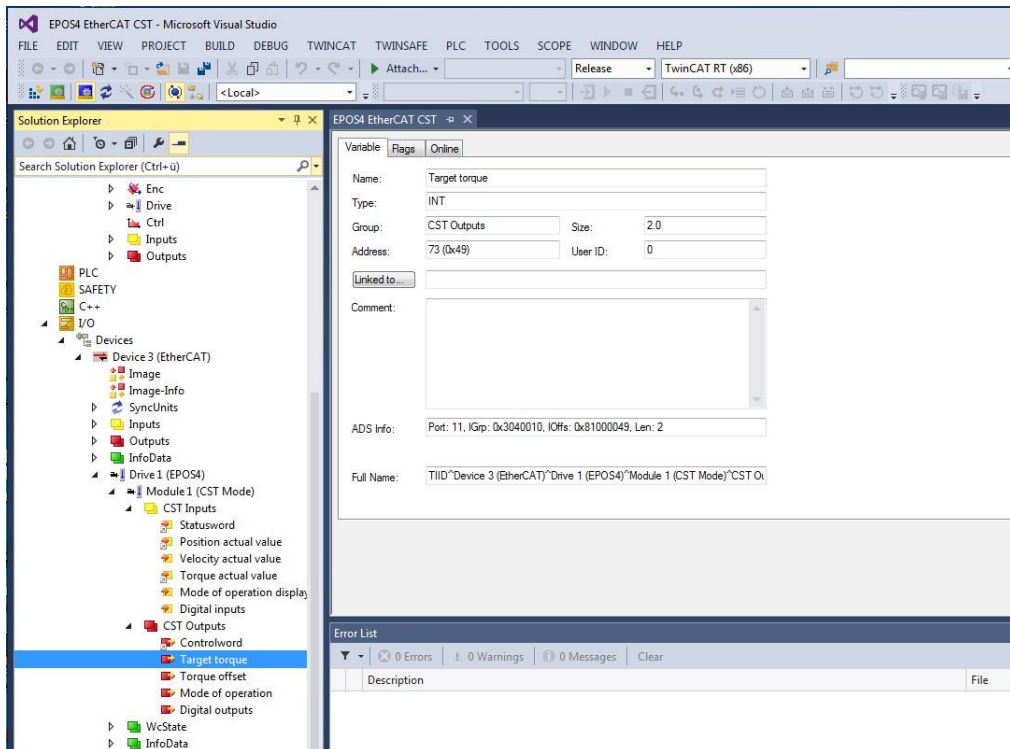 EPOS4 EtherCAT CST - Microsoft Visual Studio
FILE EDIT VIEW PROJECT BUILD DEBUG TWINCAT TWINSAFE PLC TOOLS SCOPE WINDOW HELP
Attach... Release TwinCAT RT (x86)
<Local>
Solution Explorer
Search Solution Explorer (Ctrl+ü)
Enc
Drive
Ctrl
Inputs
Outputs
PLC
SAFETY
C++
I/O
Devices
Device 3 (EtherCAT)
Image
Image-Info
SyncUnits
Inputs
Outputs
InfoData
Drive 1 (EPOS4)
Module 1 (CST Mode)
CST Inputs
Statusword
Position actual value
Velocity actual value
Torque actual value
Mode of operation display
Digital inputs
CST Outputs
Controlword
Target torque
Torque offset
Mode of operation
Digital outputs
WcState
InfoData
EPOS4 EtherCAT CST
Variable Flags Online
Name: Target torque
Type: INT
Group: CST Outputs Size: 2.0
Address: 73 (0x49) User ID: 0
Linked to...
Comment:
ADS Info: Port: 11, IGrp: 0x3040010, IOffs: 0x81000049, Len: 2
Full Name: TIID^Device 3 (EtherCAT)^Drive 1 (EPOS4)^Module 1 (CST Mode)^CST Ou
Error List
0 Errors 0 Warnings 0 Messages Clear
Description File